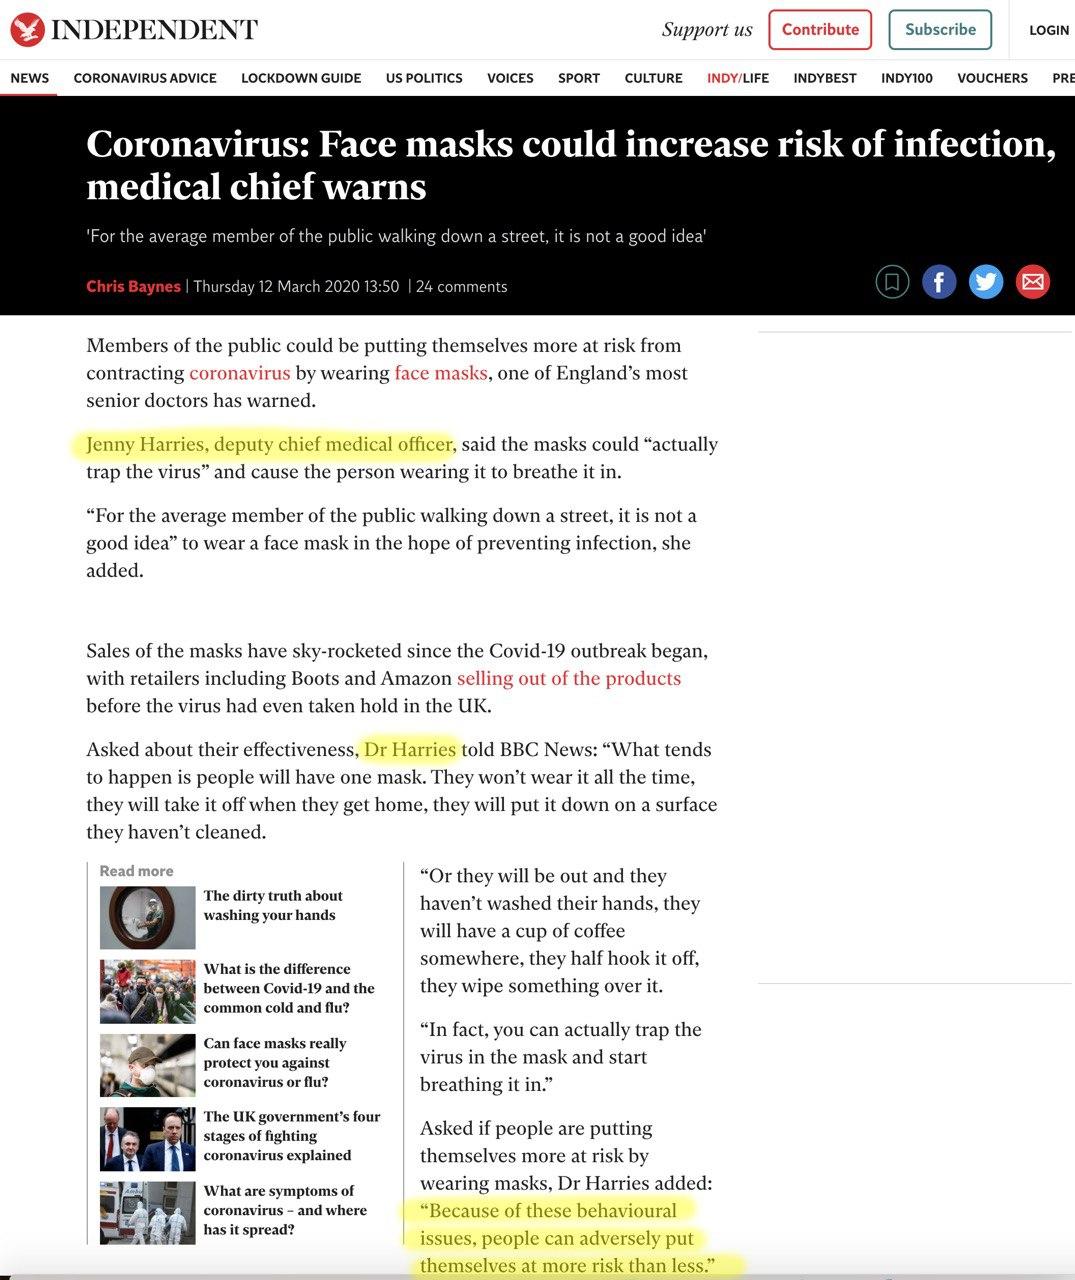 INDEPENDENT
Support us
Contribute
Subscribe
LOGIN
NEWS CORONAVIRUS ADVICE LOCKDOWN GUIDE US POLITICS VOICES SPORT CULTURE INDY/LIFE INDYBEST INDY100 VOUCHERS PRE
Coronavirus: Face masks could increase risk of infection,
medical chief warns
'For the average member of the public walking down a street, it is not a good idea'
Chris Baynes | Thursday 12 March 2020 13:50 | 24 comments
Members of the public could be putting themselves more at risk from
contracting coronavirus by wearing face masks, one of England’s most
senior doctors has warned.
Jenny Harries, deputy chief medical officer, said the masks could “actually
trap the virus” and cause the person wearing it to breathe it in.
“For the average member of the public walking down a street, it is not a
good idea” to wear a face mask in the hope of preventing infection, she
added.
Sales of the masks have sky-rocketed since the Covid-19 outbreak began,
with retailers including Boots and Amazon selling out of the products
before the virus had even taken hold in the UK.
Asked about their effectiveness, Dr Harries told BBC News: “What tends
to happen is people will have one mask. They won’t wear it all the time,
they will take it off when they get home, they will put it down on a surface
they haven’t cleaned.
Read more
The dirty truth about
washing your hands
What is the difference
between Covid-19 and the
common cold and flu?
Can face masks really
protect you against
coronavirus or flu?
The UK government’s four
stages of fighting
coronavirus explained
What are symptoms of
coronavirus – and where
has it spread?
“Or they will be out and they
haven’t washed their hands, they
will have a cup of coffee
somewhere, they half hook it off,
they wipe something over it.
“In fact, you can actually trap the
virus in the mask and start
breathing it in.”
Asked if people are putting
themselves more at risk by
wearing masks, Dr Harries added:
“Because of these behavioural
issues, people can adversely put
themselves at more risk than less.”